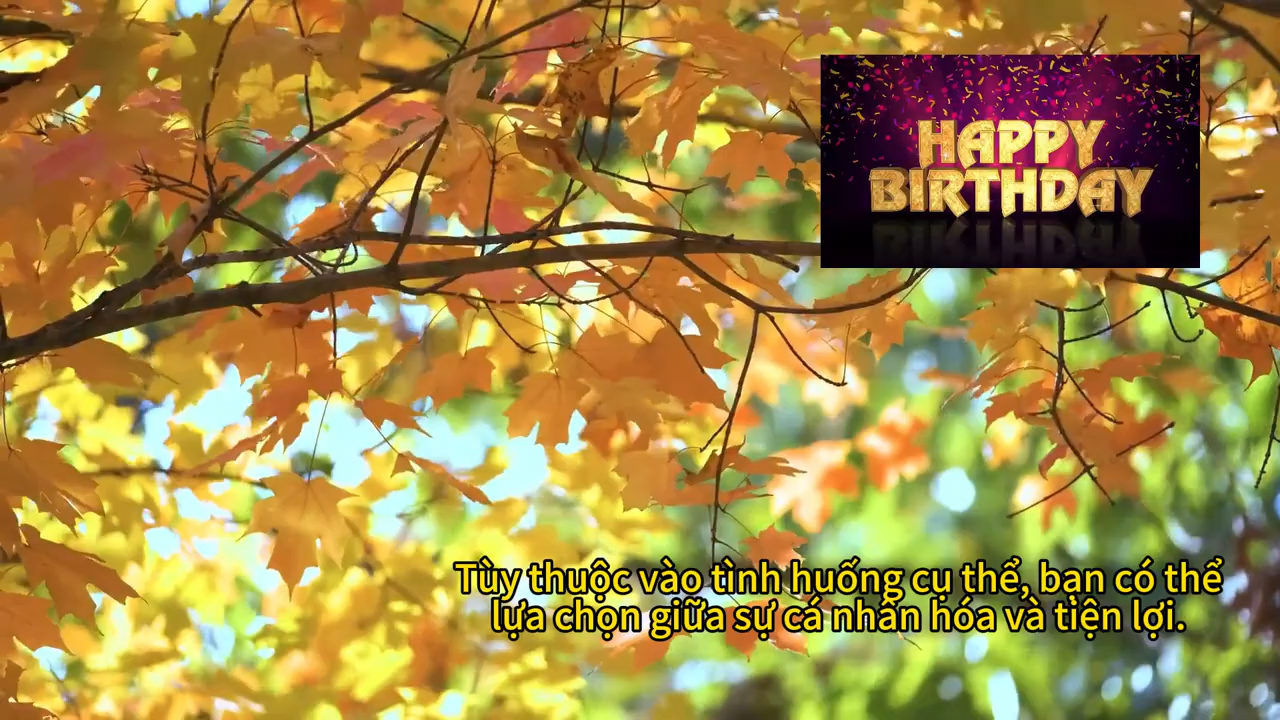 HAPPY
BIRTHDAY
Tùy thuộc vào tình huống cụ thể, bạn có thể
lựa chọn giữa sự cá nhân hóa và tiện lợi.